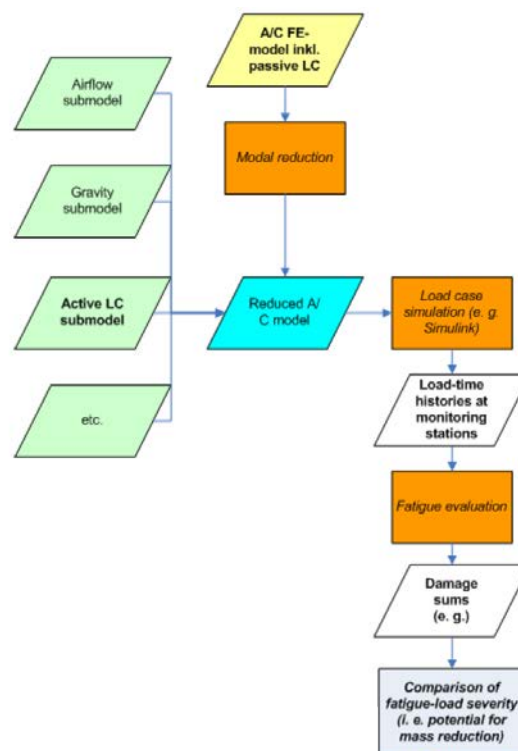 A/C FE-
model inkl.
passive LC
Airflow
submodel
Modal reduction
Gravity
submodel
Active LC
submodel
Reduced A/
C model
Load case
simulation (e. g.
Simulink)
etc.
Load-time
histories at
monitoring
stations
Fatigue evaluation
Damage
sums
(e. g.)
Comparison of
fatigue-load severity
(i. e. potential for
mass reduction)